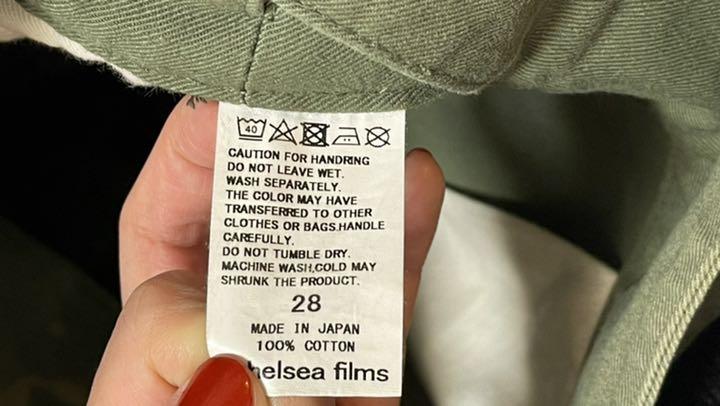 40
CAUTION FOR HANDRING
DO NOT LEAVE WET.
WASH SEPARATELY.
THE COLOR MAY HAVE
TRANSFERRED TO OTHER
CLOTHES OR BAGS.HANDLE
CAREFULLY.
DO NOT TUMBLE DRY.
MACHINE WASH,COLD MAY
SHRUNK THE PRODUCT.
28
MADE IN JAPAN
100% COTTON
helsea films